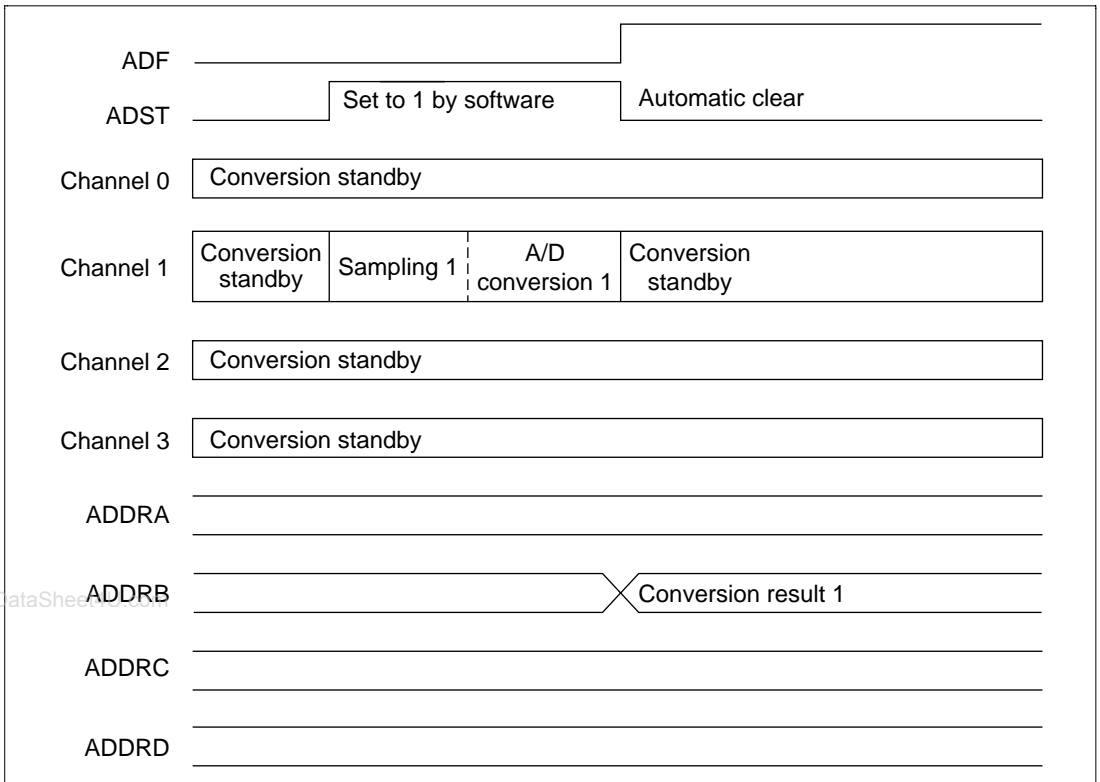 ADF
ADST
Set to 1 by software
Automatic clear
Channel 0
Conversion standby
Channel 1
Conversion
standby
Sampling 1
A/D
conversion 1
Conversion
standby
Channel 2
Conversion standby
Channel 3
Conversion standby
ADDRA
ADDRB
Conversion result 1
ADDRC
ADDRD